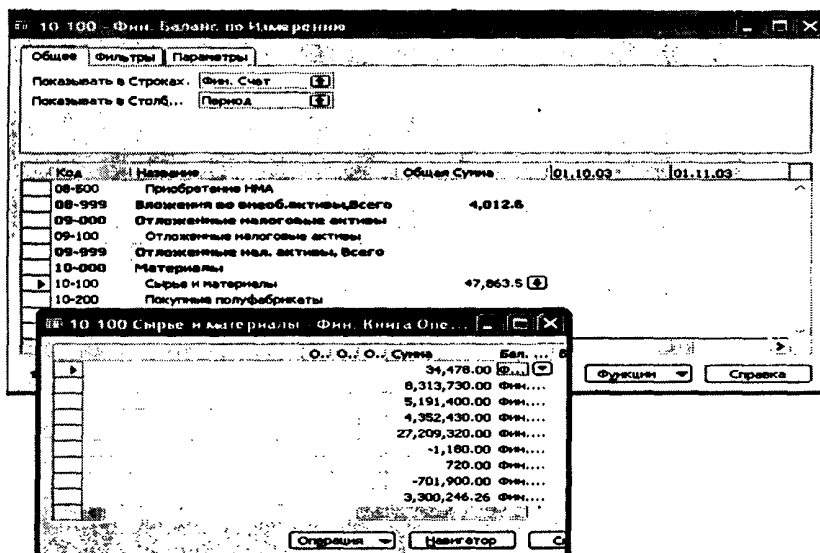 10-100 - Фин. Баланс по Измерению
Общее Фильтры Параметры
Показывать в Строках. Фин. Счет
Показывать в Столб... Период
Код Название Общая Сумма 01.10.03 01.11.03
08-500 Приобретение НМА
08-999 Вложения во внеоб.активы,Всего 4,012.6
09-000 Отложенные налоговые активы
09-100 Отложенные налоговые активы
09-999 Отложенные нал. активы, Всего
10-000 Материалы
10-100 Сырье и материалы 47,863.5
10-200 Покупные полуфабрикаты
Функции Справка
10-100 Сырье и материалы - Фин. Книга Опе...
О.. О.. О.. Сумма Бал. ...
34,478.00 Ф...
8,313,730.00 Фин....
5,191,400.00 Фин....
4,352,430.00 Фин....
27,209,320.00 Фин....
-1,180.00 Фин....
720.00 Фин....
-701,900.00 Фин....
3,300,246.26 Фин....
Операция Навигатор